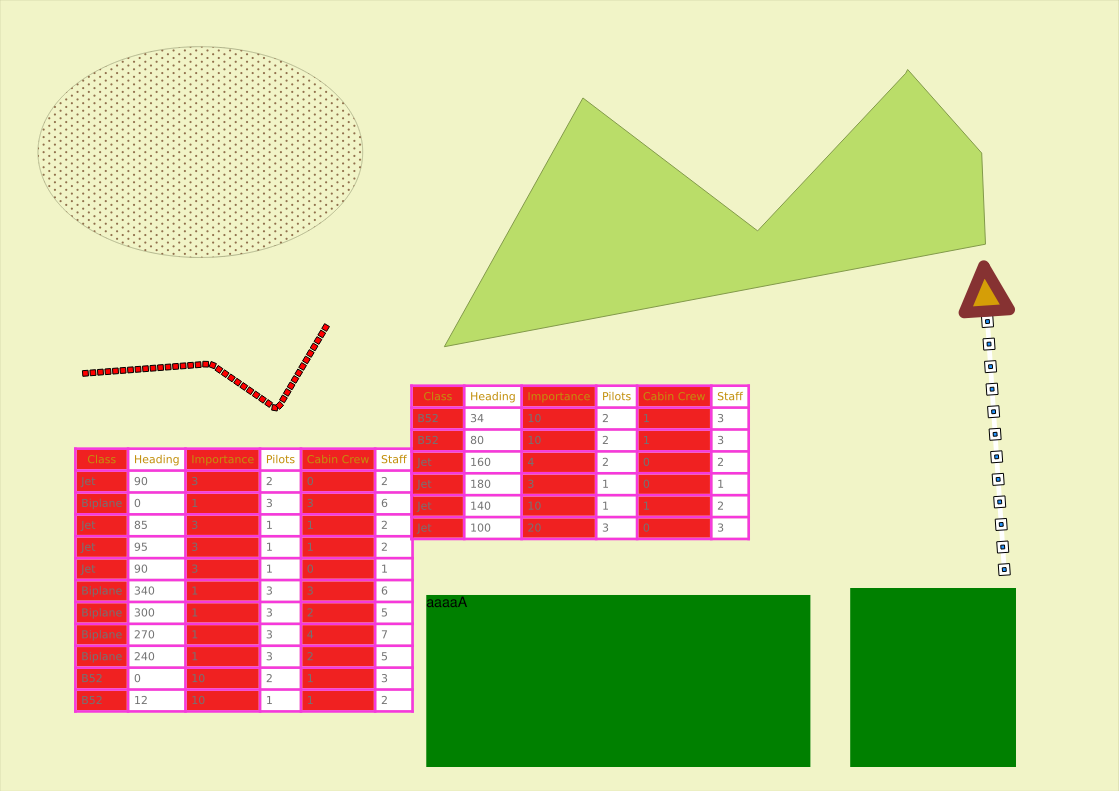 Class Heading Importance Pilots Cabin Crew Staff
B52 34 10 2 1 3
B52 80 10 2 1 3
Jet 160 4 2 0 2
Jet 180 3 1 0 1
Jet 140 10 1 1 2
Jet 100 20 3 0 3
Class Heading Importance Pilots Cabin Crew Staff
Jet 90 3 2 0 2
Biplane 0 1 3 3 6
Jet 85 3 1 1 2
Jet 95 3 1 1 2
Jet 90 3 1 0 1
Biplane 340 1 3 3 6
Biplane 300 1 3 2 5
Biplane 270 1 3 4 7
Biplane 240 1 3 2 5
B52 0 10 2 1 3
B52 12 10 1 1 2
aaaaA